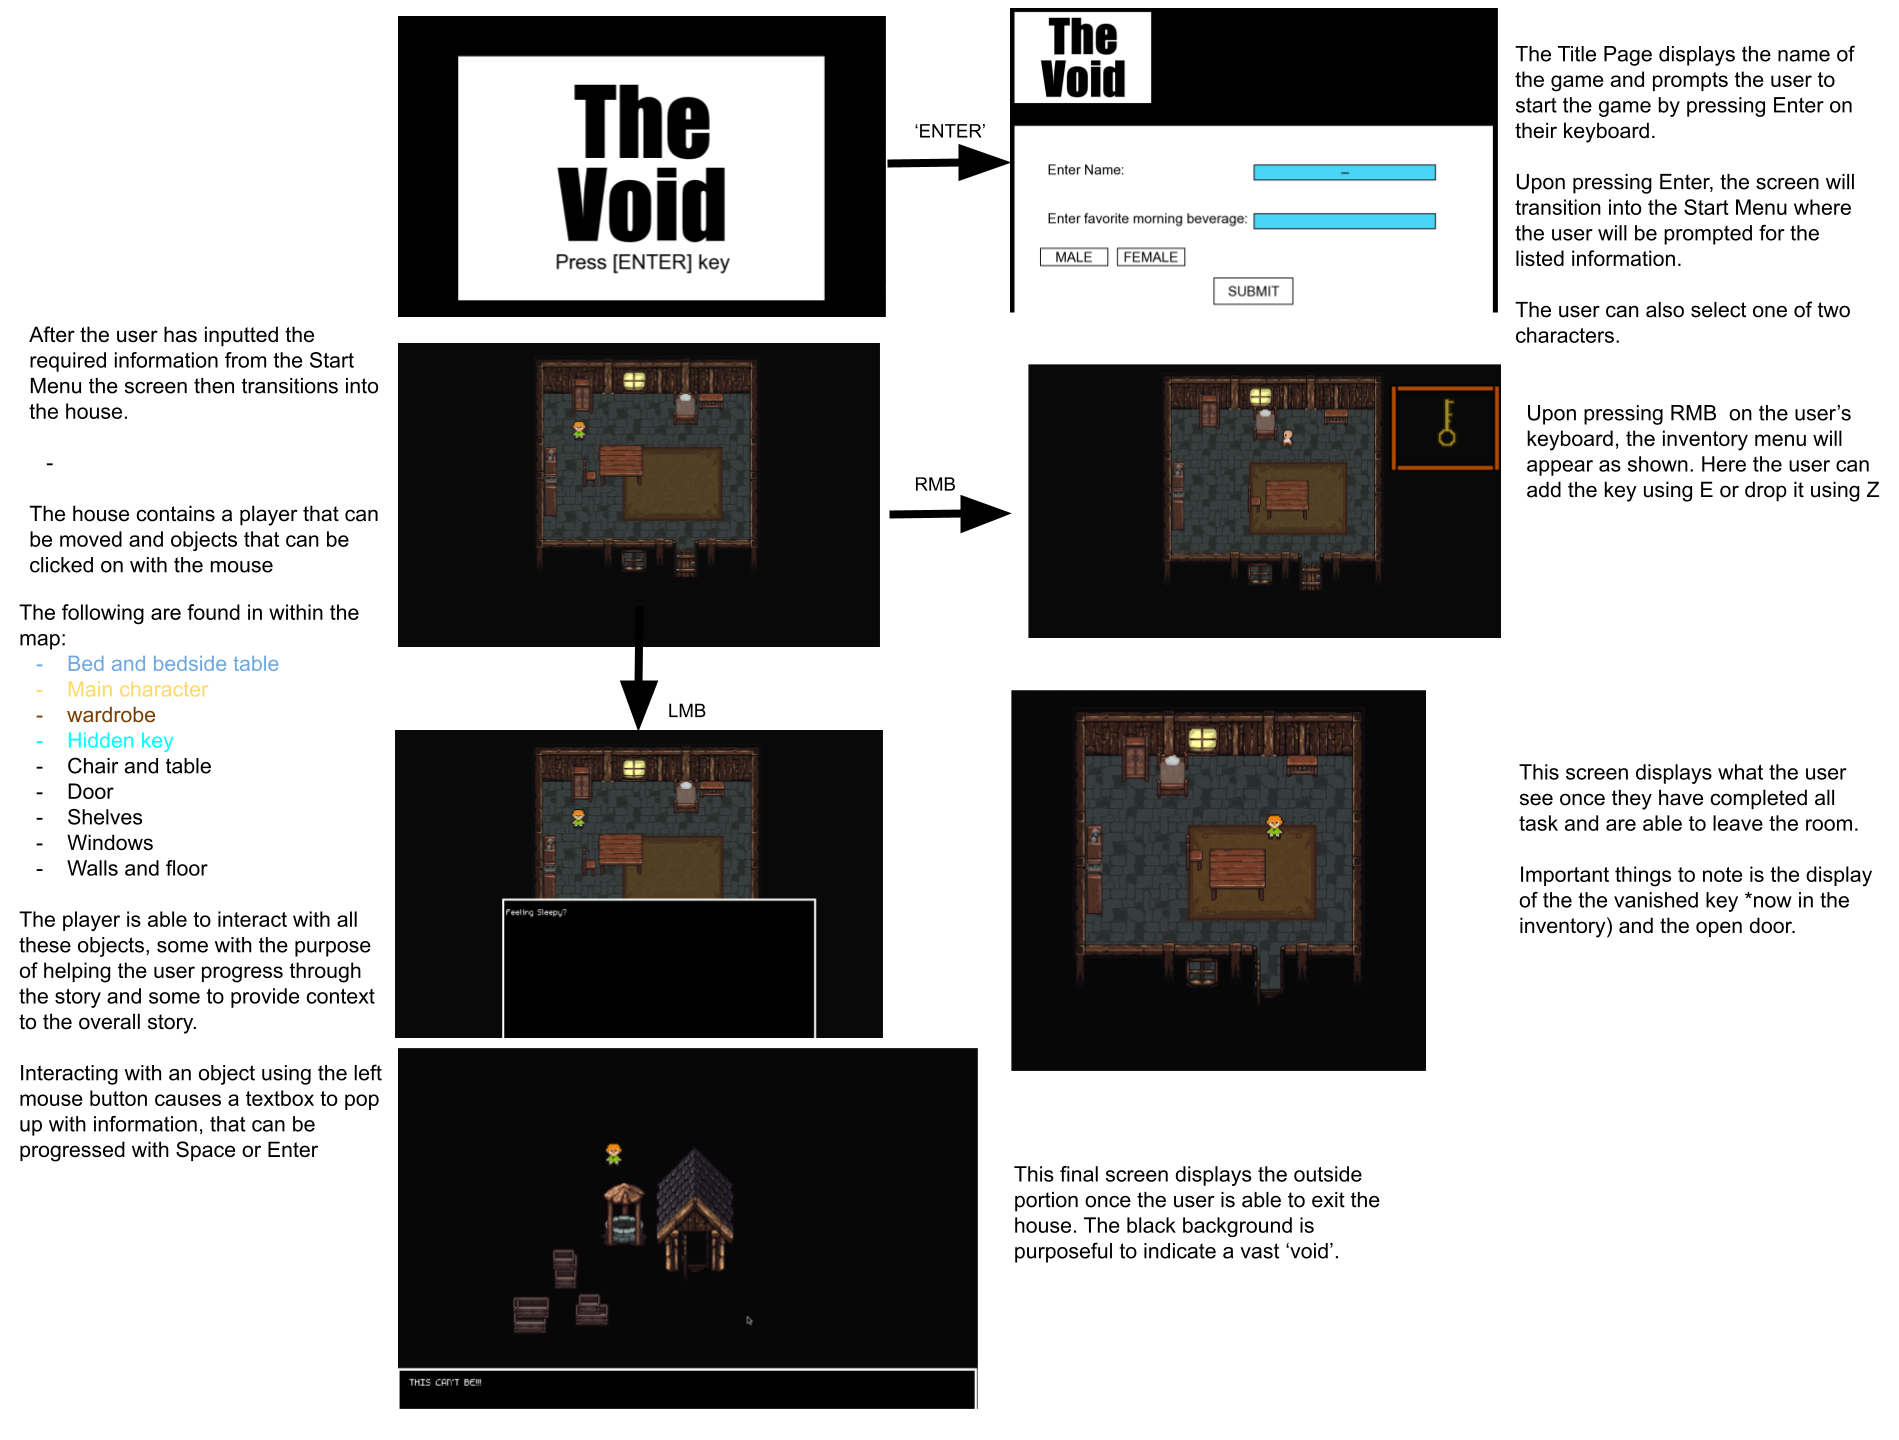 The
Void
Press [ENTER] key
‘ENTER’
The
Void
Enter Name:
–
Enter favorite morning beverage:
MALE
FEMALE
SUBMIT
The Title Page displays the name of
the game and prompts the user to
start the game by pressing Enter on
their keyboard.
Upon pressing Enter, the screen will
transition into the Start Menu where
the user will be prompted for the
listed information.
The user can also select one of two
characters.
After the user has inputted the
required information from the Start
Menu the screen then transitions into
the house.
-
The house contains a player that can
be moved and objects that can be
clicked on with the mouse
RMB
Upon pressing RMB  on the user’s
keyboard, the inventory menu will
appear as shown. Here the user can
add the key using E or drop it using Z
The following are found in within the
map:
- Bed and bedside table
- Main character
- wardrobe
- Hidden key
- Chair and table
- Door
- Shelves
- Windows
- Walls and floor
The player is able to interact with all
these objects, some with the purpose
of helping the user progress through
the story and some to provide context
to the overall story.
Interacting with an object using the left
mouse button causes a textbox to pop
up with information, that can be
progressed with Space or Enter
LMB
Feeling Sleepy?
This screen displays what the user
see once they have completed all
task and are able to leave the room.
Important things to note is the display
of the the vanished key *now in the
inventory) and the open door.
THIS CAN'T BE!!!
This final screen displays the outside
portion once the user is able to exit the
house. The black background is
purposeful to indicate a vast ‘void’.